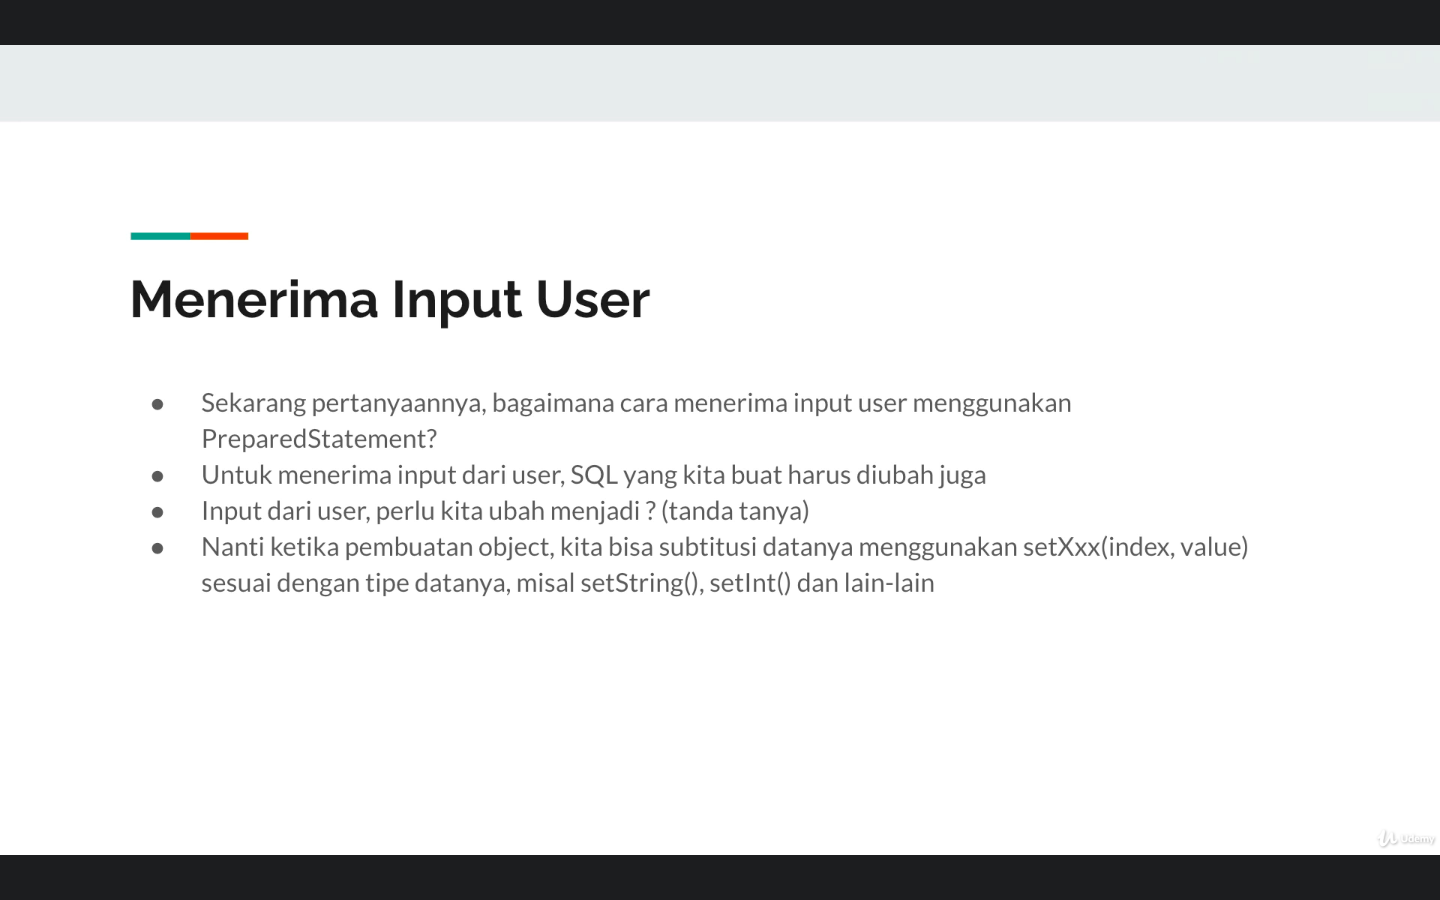 Menerima Input User
● Sekarang pertanyaannya, bagaimana cara menerima input user menggunakan
PreparedStatement?
● Untuk menerima input dari user, SQL yang kita buat harus diubah juga
● Input dari user, perlu kita ubah menjadi ? (tanda tanya)
● Nanti ketika pembuatan object, kita bisa subtitusi datanya menggunakan setXxx(index, value)
sesuai dengan tipe datanya, misal setString(), setInt() dan lain-lain
Udemy